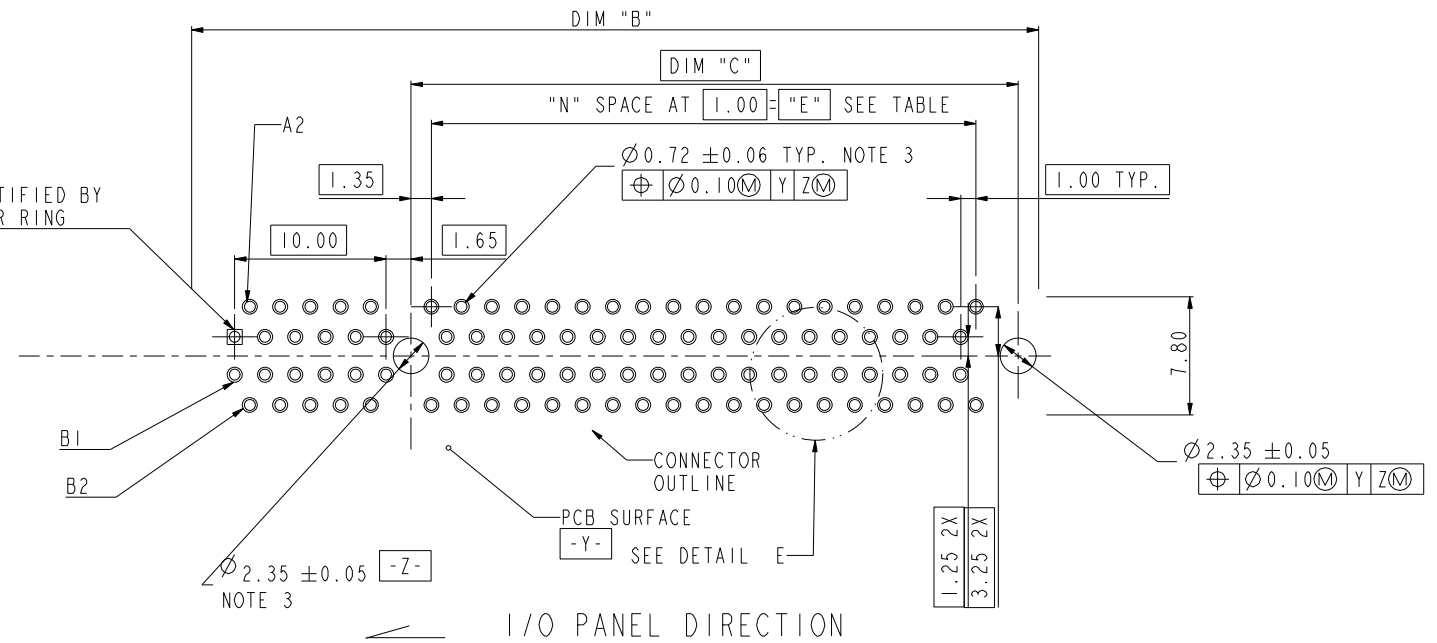 DIM "B"
DIM "C"
"N" SPACE AT 1.00 = "E" SEE TABLE
A2
Ø0.72 ±0.06 TYP. NOTE 3
⌖ Ø0.10Ⓜ Y ZⓂ
1.35
1.00 TYP.
TIFIED BY
R RING
10.00
1.65
7.80
B1
B2
CONNECTOR
OUTLINE
Ø2.35 ±0.05
⌖ Ø0.10Ⓜ Y ZⓂ
PCB SURFACE
-Y-
SEE DETAIL E
1.25 2X
3.25 2X
Ø2.35 ±0.05 -Z-
NOTE 3
I/O PANEL DIRECTION